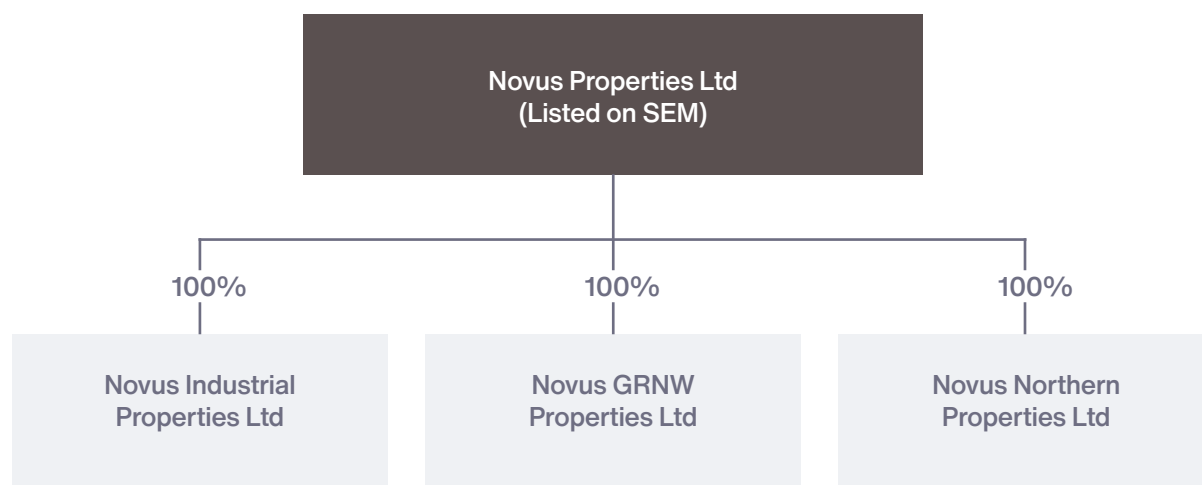 Novus Properties Ltd
(Listed on SEM)
100%
100%
100%
Novus Industrial
Properties Ltd
Novus GRNW
Properties Ltd
Novus Northern
Properties Ltd